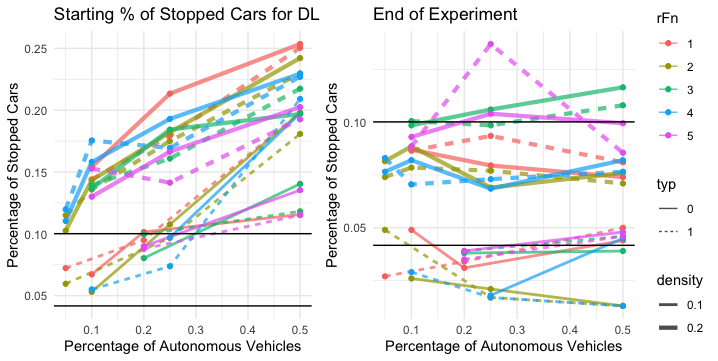 Starting % of Stopped Cars for DL
End of Experiment
Percentage of Stopped Cars
0.25
0.20
0.15
0.10
0.05
0.1
0.2
0.3
0.4
0.5
Percentage of Autonomous Vehicles
Percentage of Stopped Cars
0.10
0.05
0.1
0.2
0.3
0.4
0.5
Percentage of Autonomous Vehicles
rFn
1
2
3
4
5
typ
0
1
density
0.1
0.2